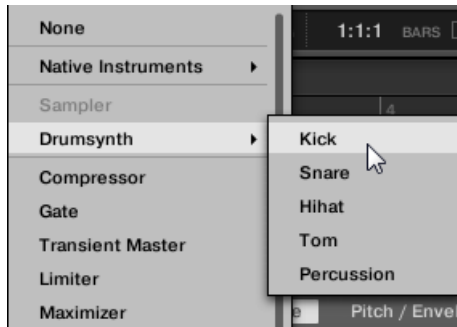 None
1:1:1 BARS
Native Instruments
Sampler
4
Drumsynth
Kick
Compressor
Snare
Gate
Hihat
Transient Master
Tom
Limiter
Percussion
Maximizer
Pitch / Envel